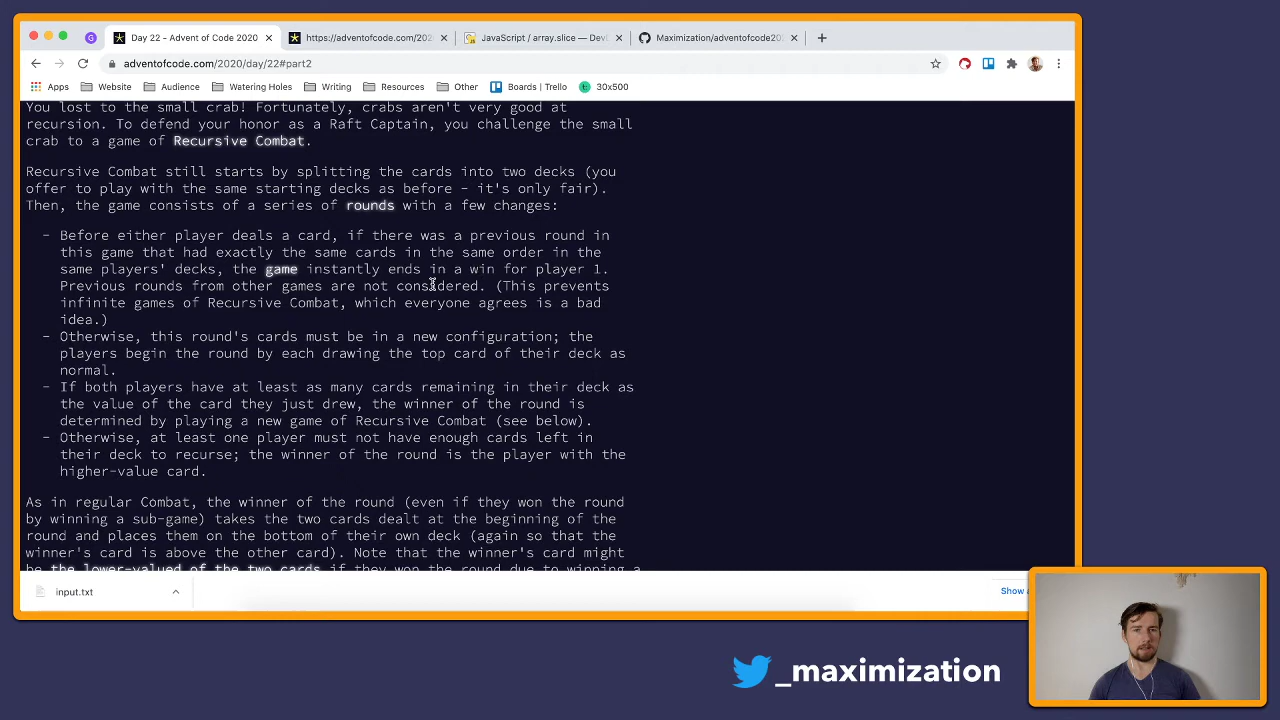 Day 22 - Advent of Code 2020
https://adventofcode.com/202
JavaScript / array.slice — Dev
Maximization/adventofcode20
adventofcode.com/2020/day/22#part2
Apps Website Audience Watering Holes Writing Resources Other Boards | Trello 30x500
You lost to the small crab! Fortunately, crabs aren't very good at
recursion. To defend your honor as a Raft Captain, you challenge the small
crab to a game of Recursive Combat.
Recursive Combat still starts by splitting the cards into two decks (you
offer to play with the same starting decks as before - it's only fair).
Then, the game consists of a series of rounds with a few changes:
- Before either player deals a card, if there was a previous round in
this game that had exactly the same cards in the same order in the
same players' decks, the game instantly ends in a win for player 1.
Previous rounds from other games are not considered. (This prevents
infinite games of Recursive Combat, which everyone agrees is a bad
idea.)
- Otherwise, this round's cards must be in a new configuration; the
players begin the round by each drawing the top card of their deck as
normal.
- If both players have at least as many cards remaining in their deck as
the value of the card they just drew, the winner of the round is
determined by playing a new game of Recursive Combat (see below).
- Otherwise, at least one player must not have enough cards left in
their deck to recurse; the winner of the round is the player with the
higher-value card.
As in regular Combat, the winner of the round (even if they won the round
by winning a sub-game) takes the two cards dealt at the beginning of the
round and places them on the bottom of their own deck (again so that the
winner's card is above the other card). Note that the winner's card might
be the lower-valued of the two cards if they won the round due to winning a
input.txt
Show
_maximization